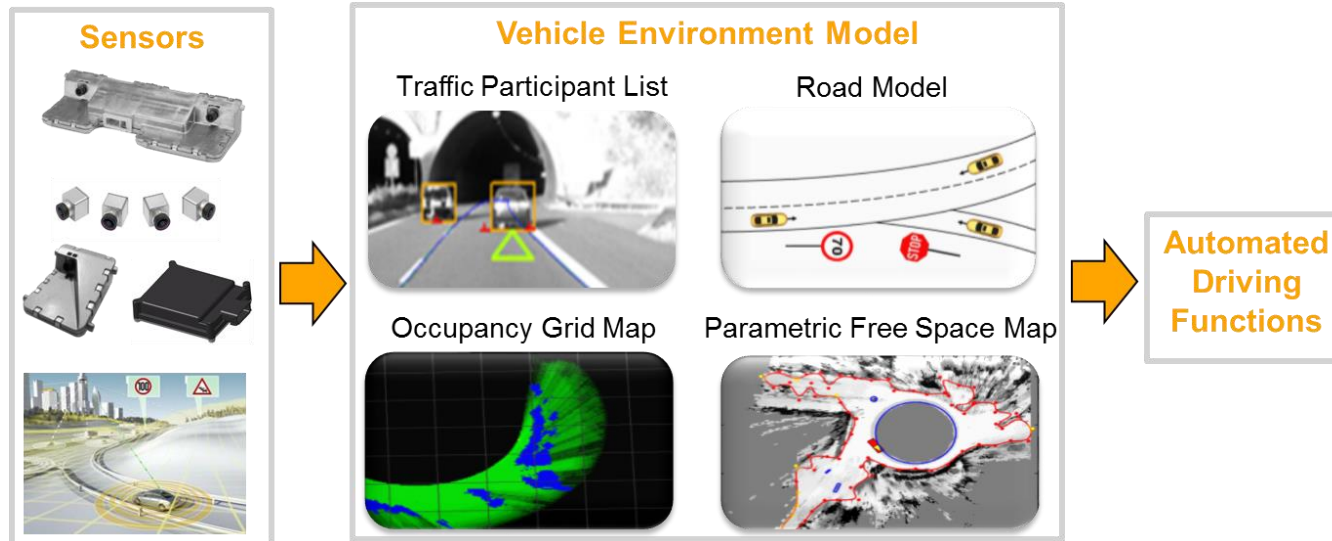 Sensors
100
Vehicle Environment Model
Traffic Participant List
Road Model
70
STOP
Occupancy Grid Map
Parametric Free Space Map
Automated
Driving
Functions